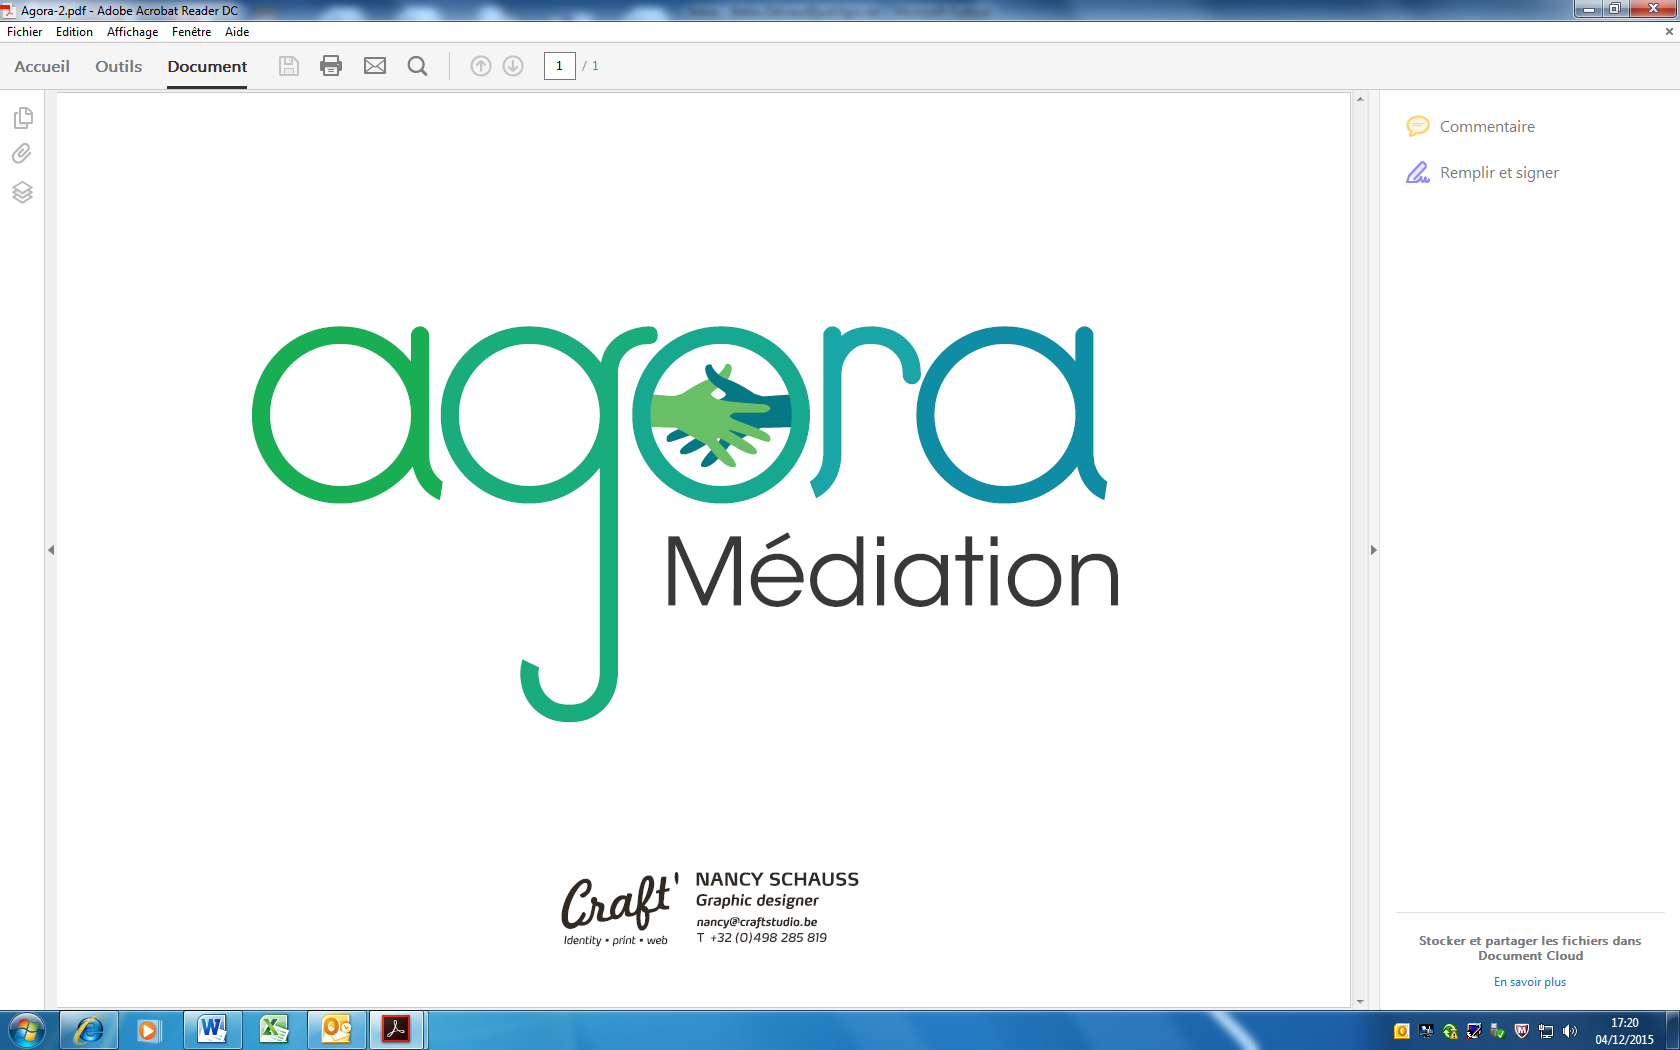 Agora-2.pdf - Adobe Acrobat Reader DC
Fichier Edition Affichage Fenêtre Aide
Accueil Outils Document 1 / 1
Commentaire
Remplir et signer
agora
Médiation
Craft'
Identity • print • web
NANCY SCHAUSS
Graphic designer
nancy@craftstudio.be
T +32 (0)498 285 819
Stocker et partager les fichiers dans
Document Cloud
En savoir plus
17:20
04/12/2015